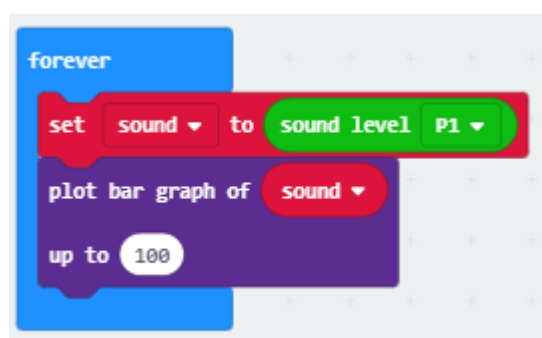 forever
set sound to sound level P1
plot bar graph of sound
up to 100